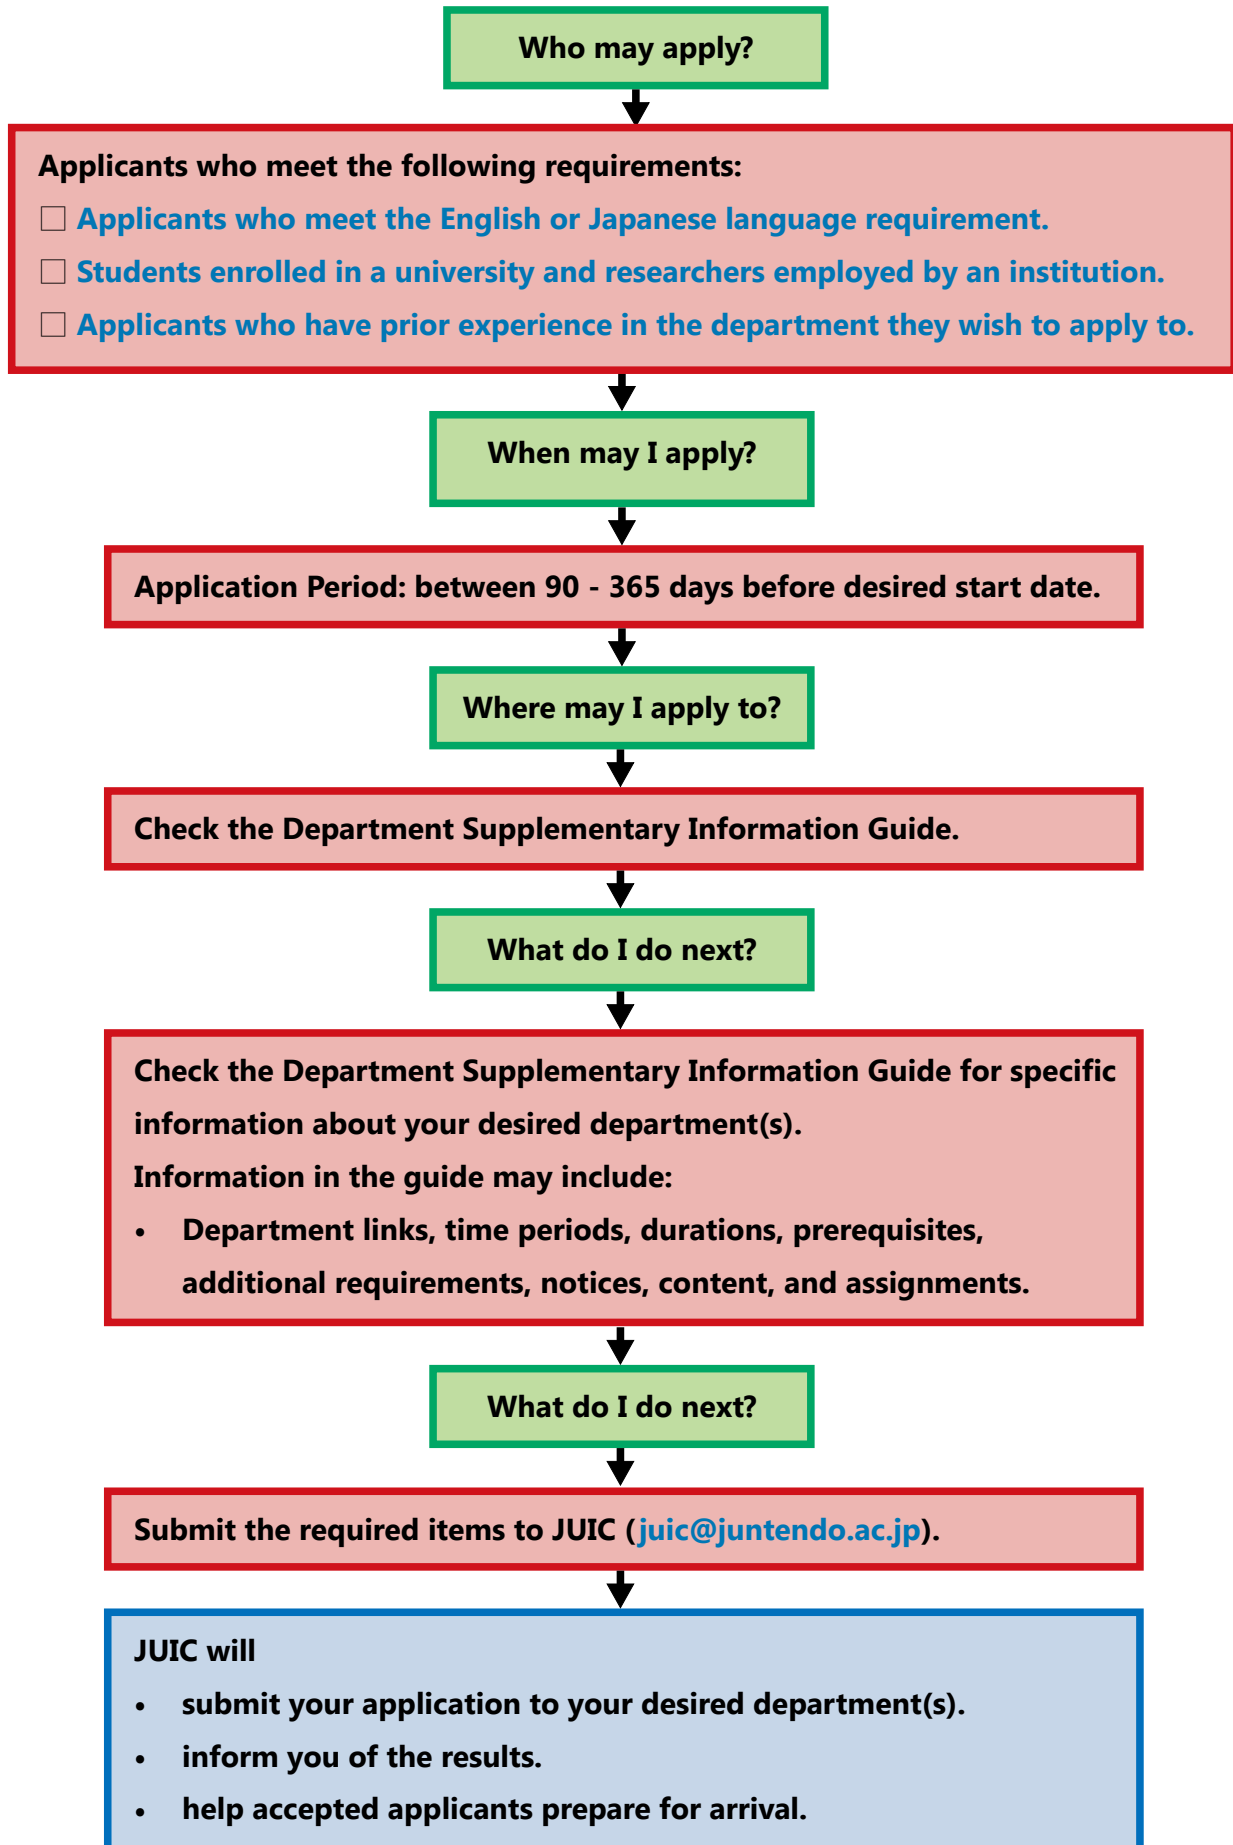 Who may apply?
Applicants who meet the following requirements:
□ Applicants who meet the English or Japanese language requirement.
□ Students enrolled in a university and researchers employed by an institution.
□ Applicants who have prior experience in the department they wish to apply to.
When may I apply?
Application Period: between 90 - 365 days before desired start date.
Where may I apply to?
Check the Department Supplementary Information Guide.
What do I do next?
Check the Department Supplementary Information Guide for specific
information about your desired department(s).
Information in the guide may include:
• Department links, time periods, durations, prerequisites,
additional requirements, notices, content, and assignments.
What do I do next?
Submit the required items to JUIC (juic@juntendo.ac.jp).
JUIC will
• submit your application to your desired department(s).
• inform you of the results.
• help accepted applicants prepare for arrival.